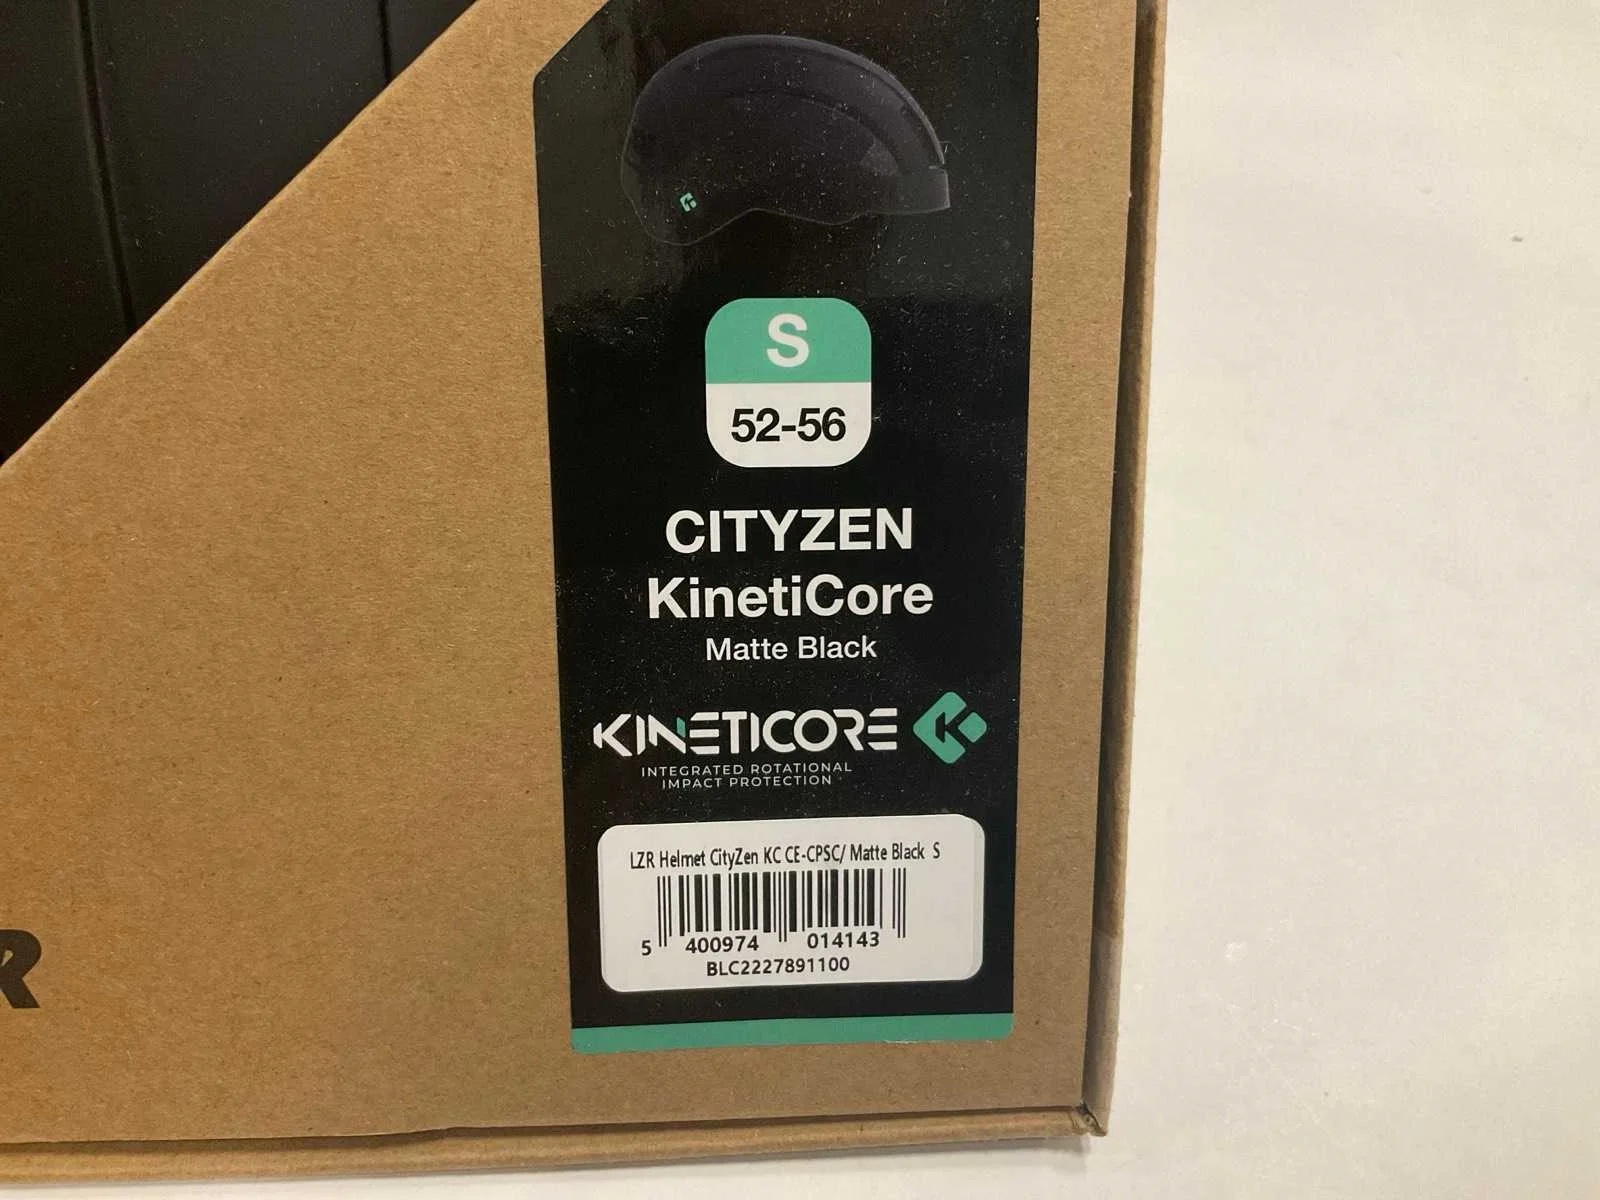 S
52-56
CITYZEN
KinetiCore
Matte Black
KINETICORE
INTEGRATED ROTATIONAL
IMPACT PROTECTION
LZR Helmet CityZen KC CE-CPSC/ Matte Black S
5 400974 014143
BLC2227891100
R